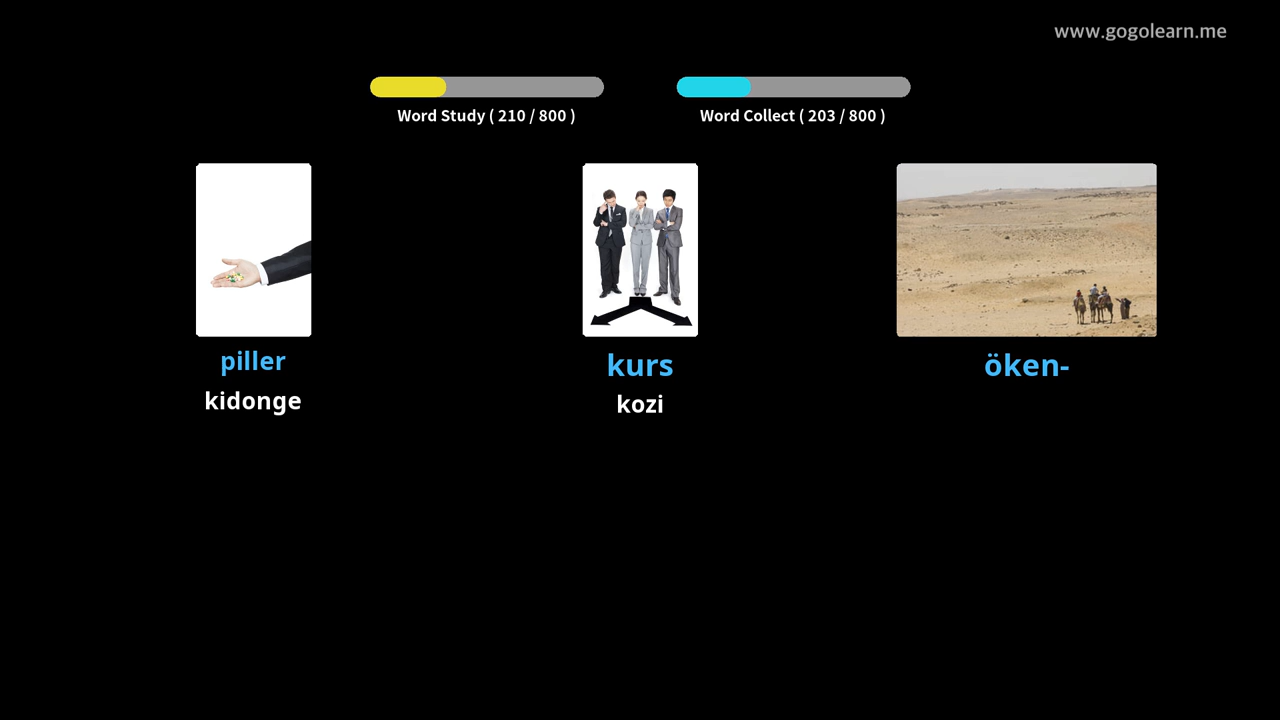 www.gogolearn.me
Word Study ( 210 / 800 )
Word Collect ( 203 / 800 )
piller
kidonge
kurs
kozi
öken-